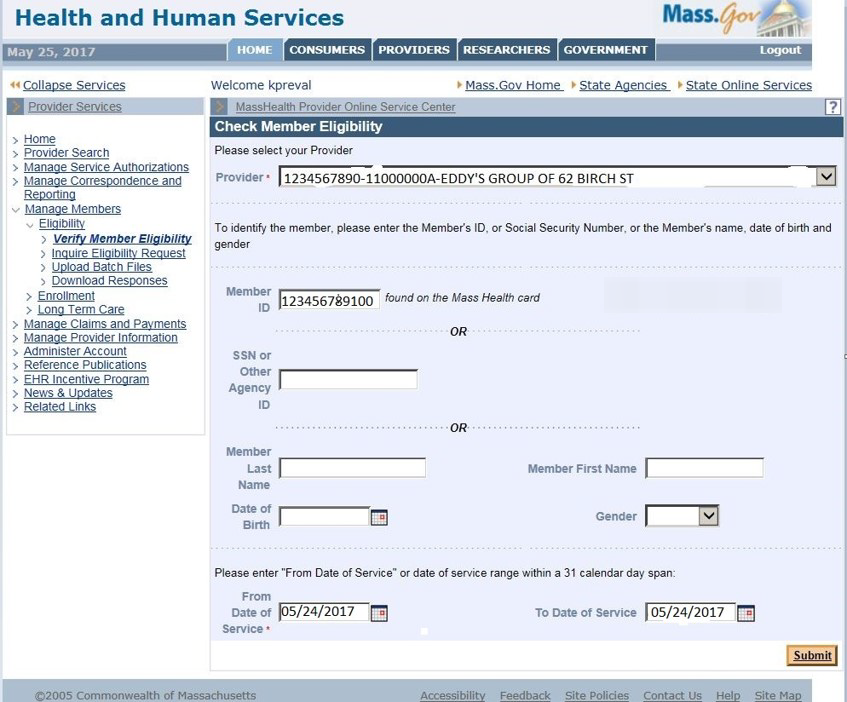 Health and Human Services
Mass.Gov
May 25, 2017
HOME CONSUMERS PROVIDERS RESEARCHERS GOVERNMENT
Logout
Collapse Services
Welcome kpreval
Mass.Gov Home State Agencies State Online Services
Provider Services
MassHealth Provider Online Service Center
?
Home
Provider Search
Manage Service Authorizations
Manage Correspondence and
Reporting
Manage Members
Eligibility
Verify Member Eligibility
Inquire Eligibility Request
Upload Batch Files
Download Responses
Enrollment
Long Term Care
Manage Claims and Payments
Manage Provider Information
Administer Account
Reference Publications
EHR Incentive Program
News & Updates
Related Links
Check Member Eligibility
Please select your Provider
Provider * 1234567890-11000000A-EDDY'S GROUP OF 62 BIRCH ST
To identify the member, please enter the Member's ID, or Social Security Number, or the Member's name, date of birth and
gender
Member
ID
123456789100 found on the Mass Health card
OR
SSN or
Other
Agency
ID
OR
Member
Last
Name
Member First Name
Date of
Birth
Gender
Please enter "From Date of Service" or date of service range within a 31 calendar day span:
From
Date of
Service *
05/24/2017
To Date of Service 05/24/2017
Submit
©2005 Commonwealth of Massachusetts
Accessibility Feedback Site Policies Contact Us Help Site Map